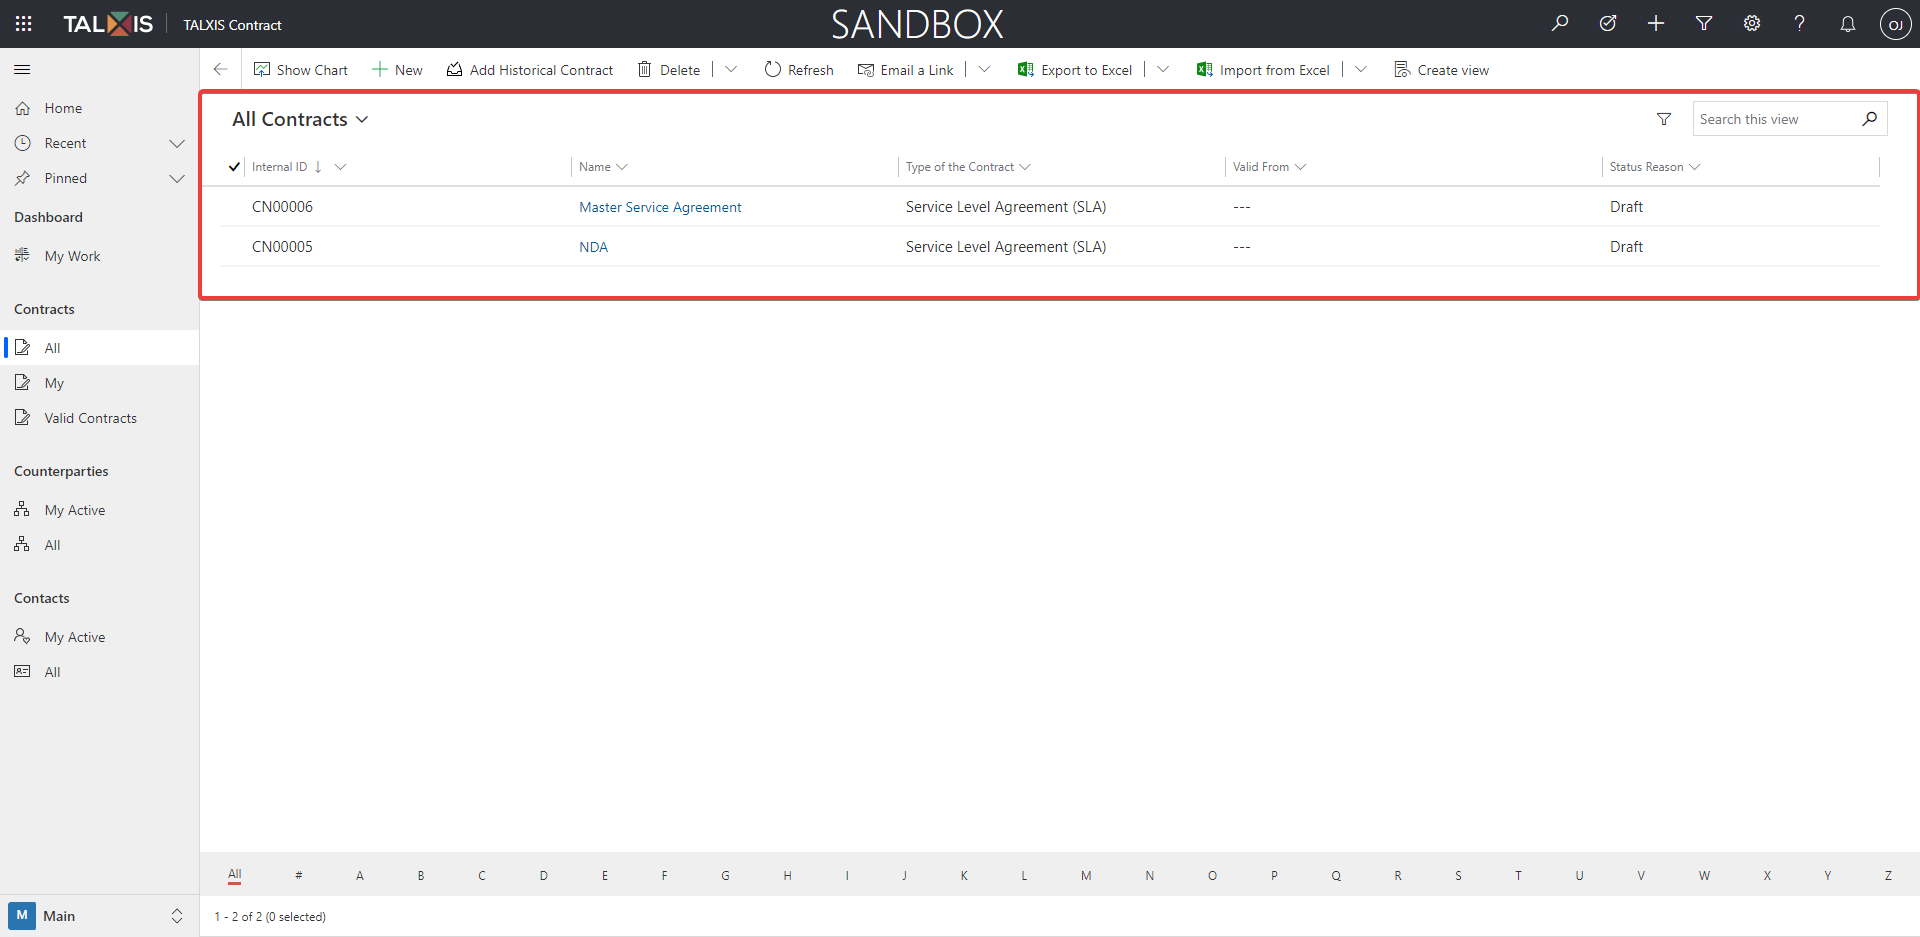 TALXIS
TALXIS Contract
SANDBOX
?
OJ
Show Chart
New
Add Historical Contract
Delete
Refresh
Email a Link
Export to Excel
Import from Excel
Create view
Home
Recent
Pinned
Dashboard
My Work
Contracts
All
My
Valid Contracts
Counterparties
My Active
All
Contacts
My Active
All
M
Main
All Contracts
Search this view
Internal ID Name Type of the Contract Valid From Status Reason
CN00006 Master Service Agreement Service Level Agreement (SLA) --- Draft
CN00005 NDA Service Level Agreement (SLA) --- Draft
All # A B C D E F G H I J K L M N O P Q R S T U V W X Y Z
1 - 2 of 2 (0 selected)